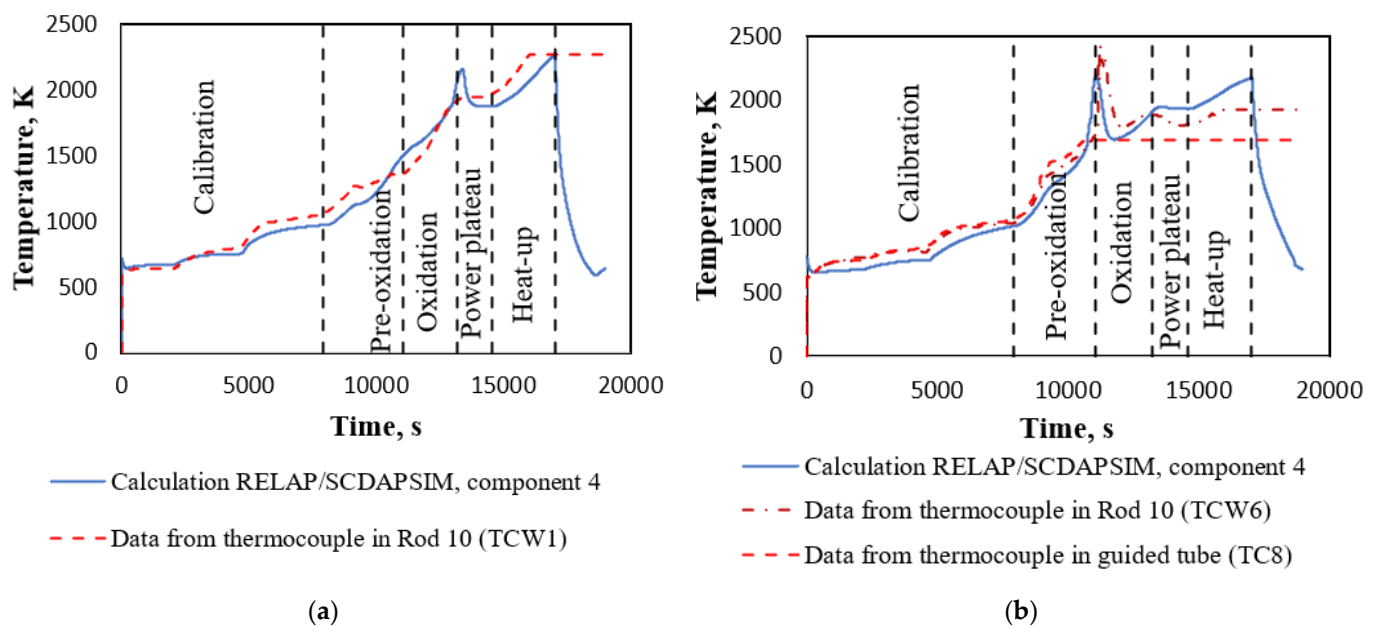 2500
2000
1500
1000
500
0
Temperature, K
Calibration
Pre-oxidation
Oxidation
Power plateau
Heat-up
0 5000 10000 15000 20000
Time, s
Calculation RELAP/SCDAPSIM, component 4
Data from thermocouple in Rod 10 (TCW1)
(a)
2500
2000
1500
1000
500
0
Temperature, K
Calibration
Pre-oxidation
Oxidation
Power plateau
Heat-up
0 5000 10000 15000 20000
Time, s
Calculation RELAP/SCDAPSIM, component 4
Data from thermocouple in Rod 10 (TCW6)
Data from thermocouple in guided tube (TC8)
(b)